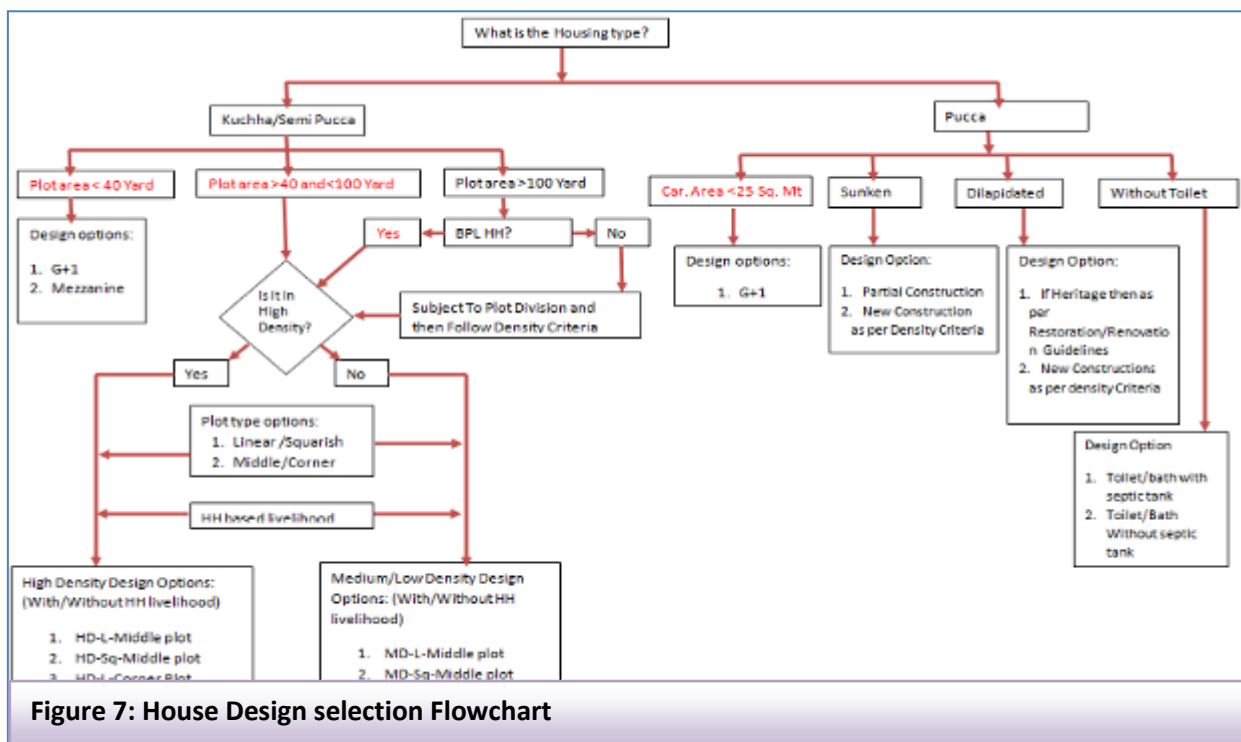 What is the Housing type?
Kuchha/Semi Pucca
Pucca
Plot area < 40 Yard
Plot area >40 and<100 Yard
Plot area >100 Yard
Car. Area <25 Sq. Mt
Sunken
Dilapidated
Without Toilet
Design options:
1. G+1
2. Mezzanine
Yes
BPL HH?
No
Design options:
1. G+1
Design Option:
1. Partial Construction
2. New Construction
as per Density Criteria
Design Option:
1. If Heritage then as
per
Restoration/Renovatio
n Guidelines
2. New Constructions
as per density Criteria
Is it in
High
Density?
Subject To Plot Division and
then Follow Density Criteria
Yes
No
Plot type options:
1. Linear /Squarish
2. Middle/Corner
HH based livelihood
Design Option
1. Toilet/bath with
septic tank
2. Toilet/Bath
Without septic
tank
High Density Design Options:
(With/Without HH livelihood)
1. HD-L-Middle plot
2. HD-Sq-Middle plot
3. HD-L-Corner Plot
Medium/Low Density Design
Options: (With/Without HH
livelihood)
1. MD-L-Middle plot
2. MD-Sq-Middle plot
Figure 7: House Design selection Flowchart